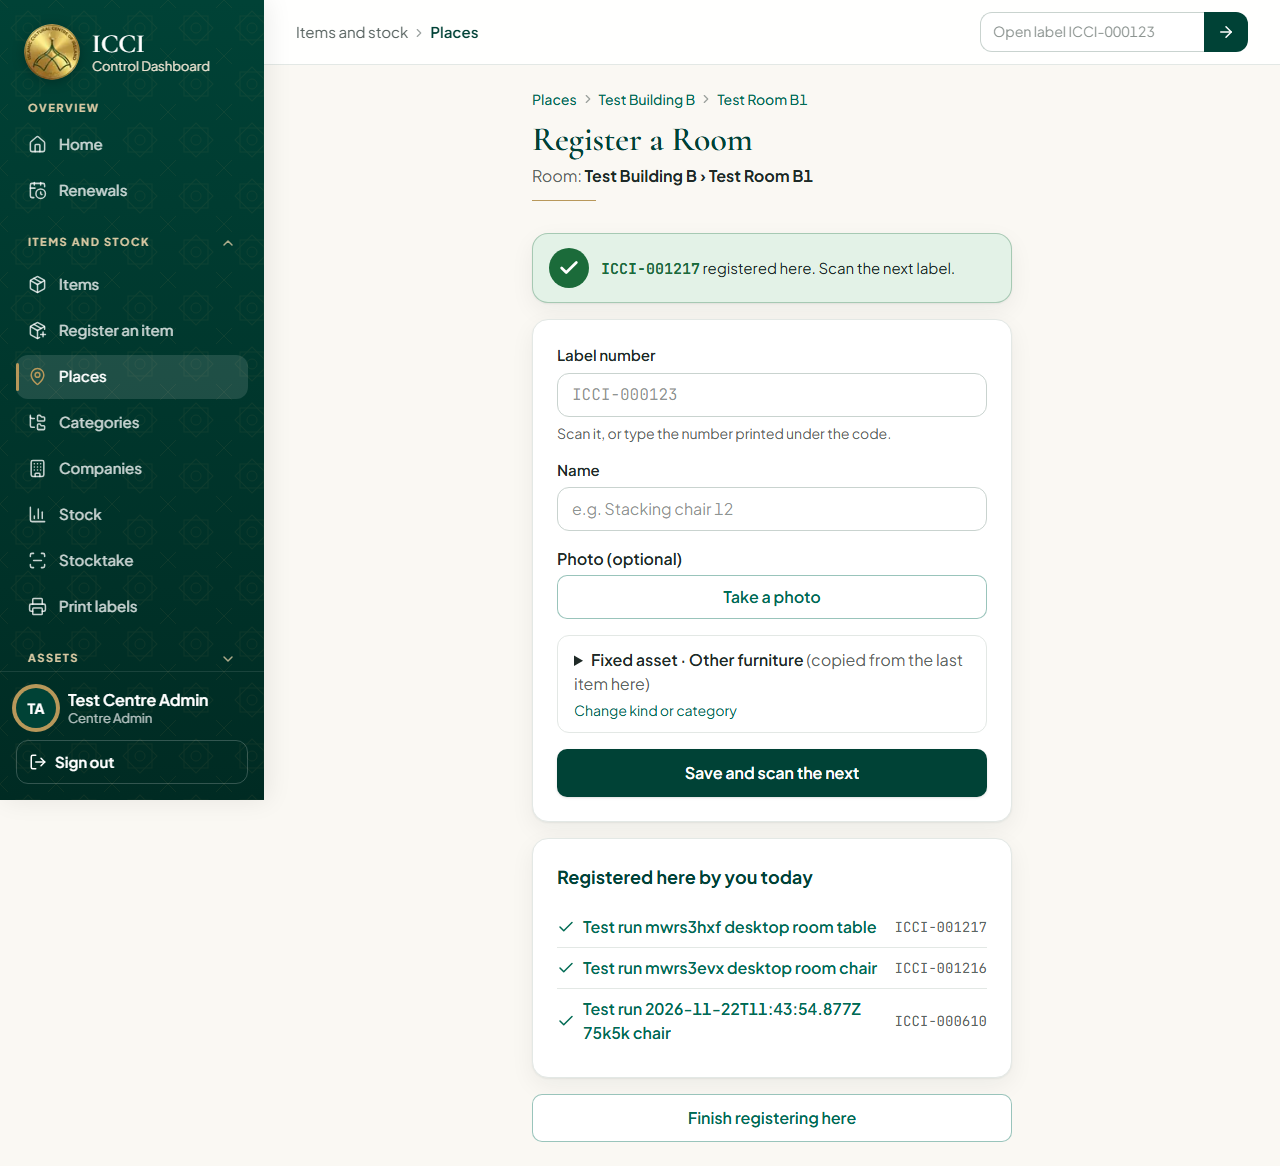 ICCI
Control Dashboard
OVERVIEW
Home
Renewals
ITEMS AND STOCK
Items
Register an item
Places
Categories
Companies
Stock
Stocktake
Print labels
ASSETS
TA
Test Centre Admin
Centre Admin
Sign out
Items and stock › Places
Open label ICCI-000123
Places › Test Building B › Test Room B1
Register a Room
Room: Test Building B › Test Room B1
ICCI-001217 registered here. Scan the next label.
Label number
ICCI-000123
Scan it, or type the number printed under the code.
Name
e.g. Stacking chair 12
Photo (optional)
Take a photo
Fixed asset · Other furniture (copied from the last
item here)
Change kind or category
Save and scan the next
Registered here by you today
Test run mwrs3hxf desktop room table ICCI-001217
Test run mwrs3evx desktop room chair ICCI-001216
Test run 2026-11-22T11:43:54.877Z
75k5k chair ICCI-000610
Finish registering here